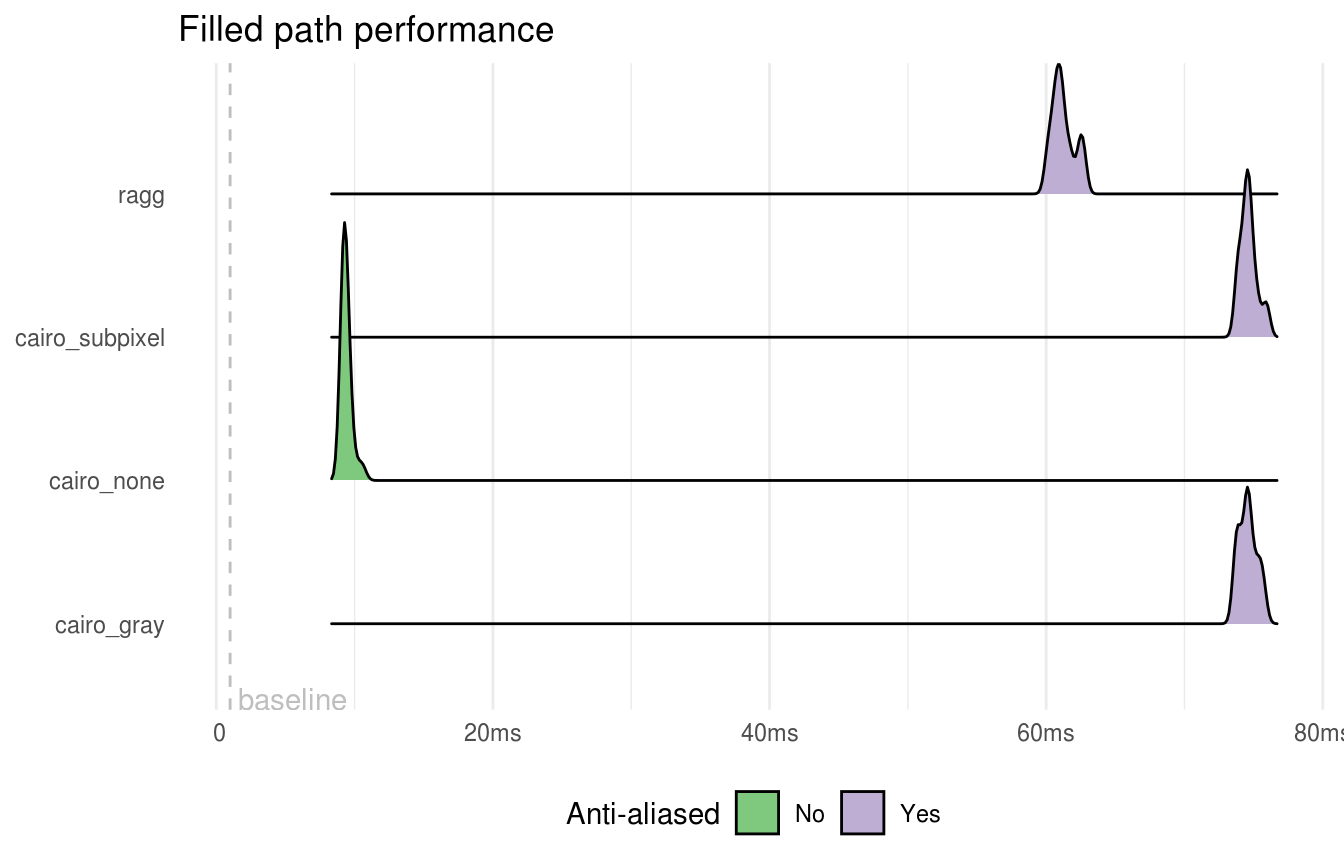 Filled path performance
ragg
cairo_subpixel
cairo_none
cairo_gray
baseline
0
20ms
40ms
60ms
80ms
Anti-aliased
No
Yes